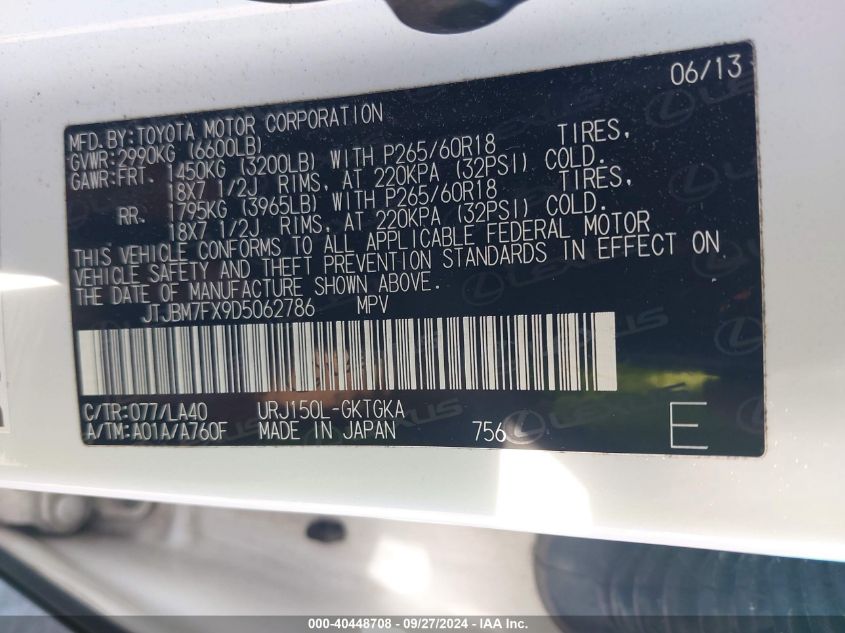 06/13
MFD.BY:TOYOTA MOTOR CORPORATION
GVWR:2990KG (6600LB)
GAWR:FRT. 1450KG (3200LB) WITH P265/60R18 TIRES,
18X7 1/2J RIMS, AT 220KPA (32PSI) COLD.
RR. 1795KG (3965LB) WITH P265/60R18 TIRES,
18X7 1/2J RIMS, AT 220KPA (32PSI) COLD.
THIS VEHICLE CONFORMS TO ALL APPLICABLE FEDERAL MOTOR
VEHICLE SAFETY AND THEFT PREVENTION STANDARDS IN EFFECT ON
THE DATE OF MANUFACTURE SHOWN ABOVE.
JTJBM7FX9D5062786 MPV
C/TR:077/LA40 URJ150L-GKTGKA
A/TM:A01A/A760F MADE IN JAPAN 756
E
LEXUS
LEXUS
LEXUS
000-40448708 - 09/27/2024 - IAA Inc.